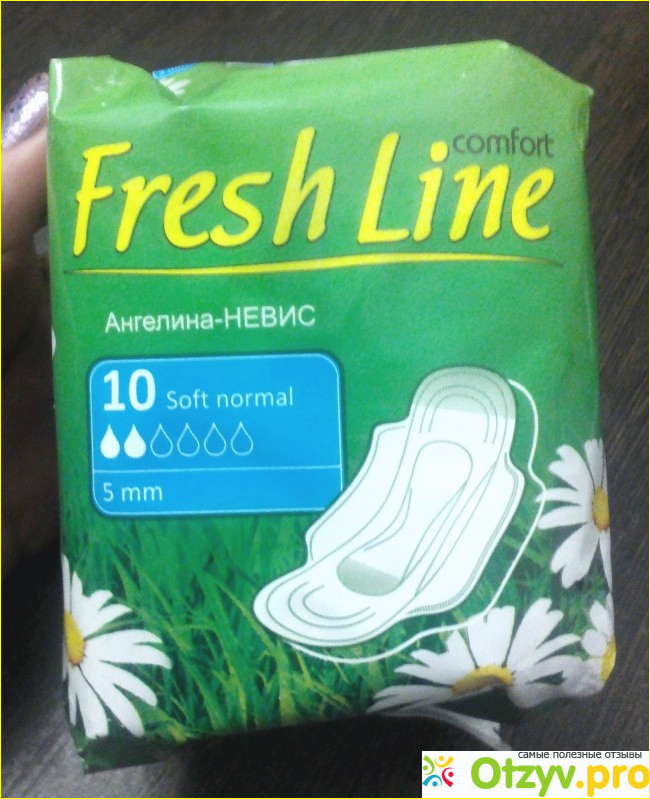 comfort
Fresh Line
Ангелина-НЕВИС
10 Soft normal
5 mm
самые полезные отзывы
Otzyv.pro